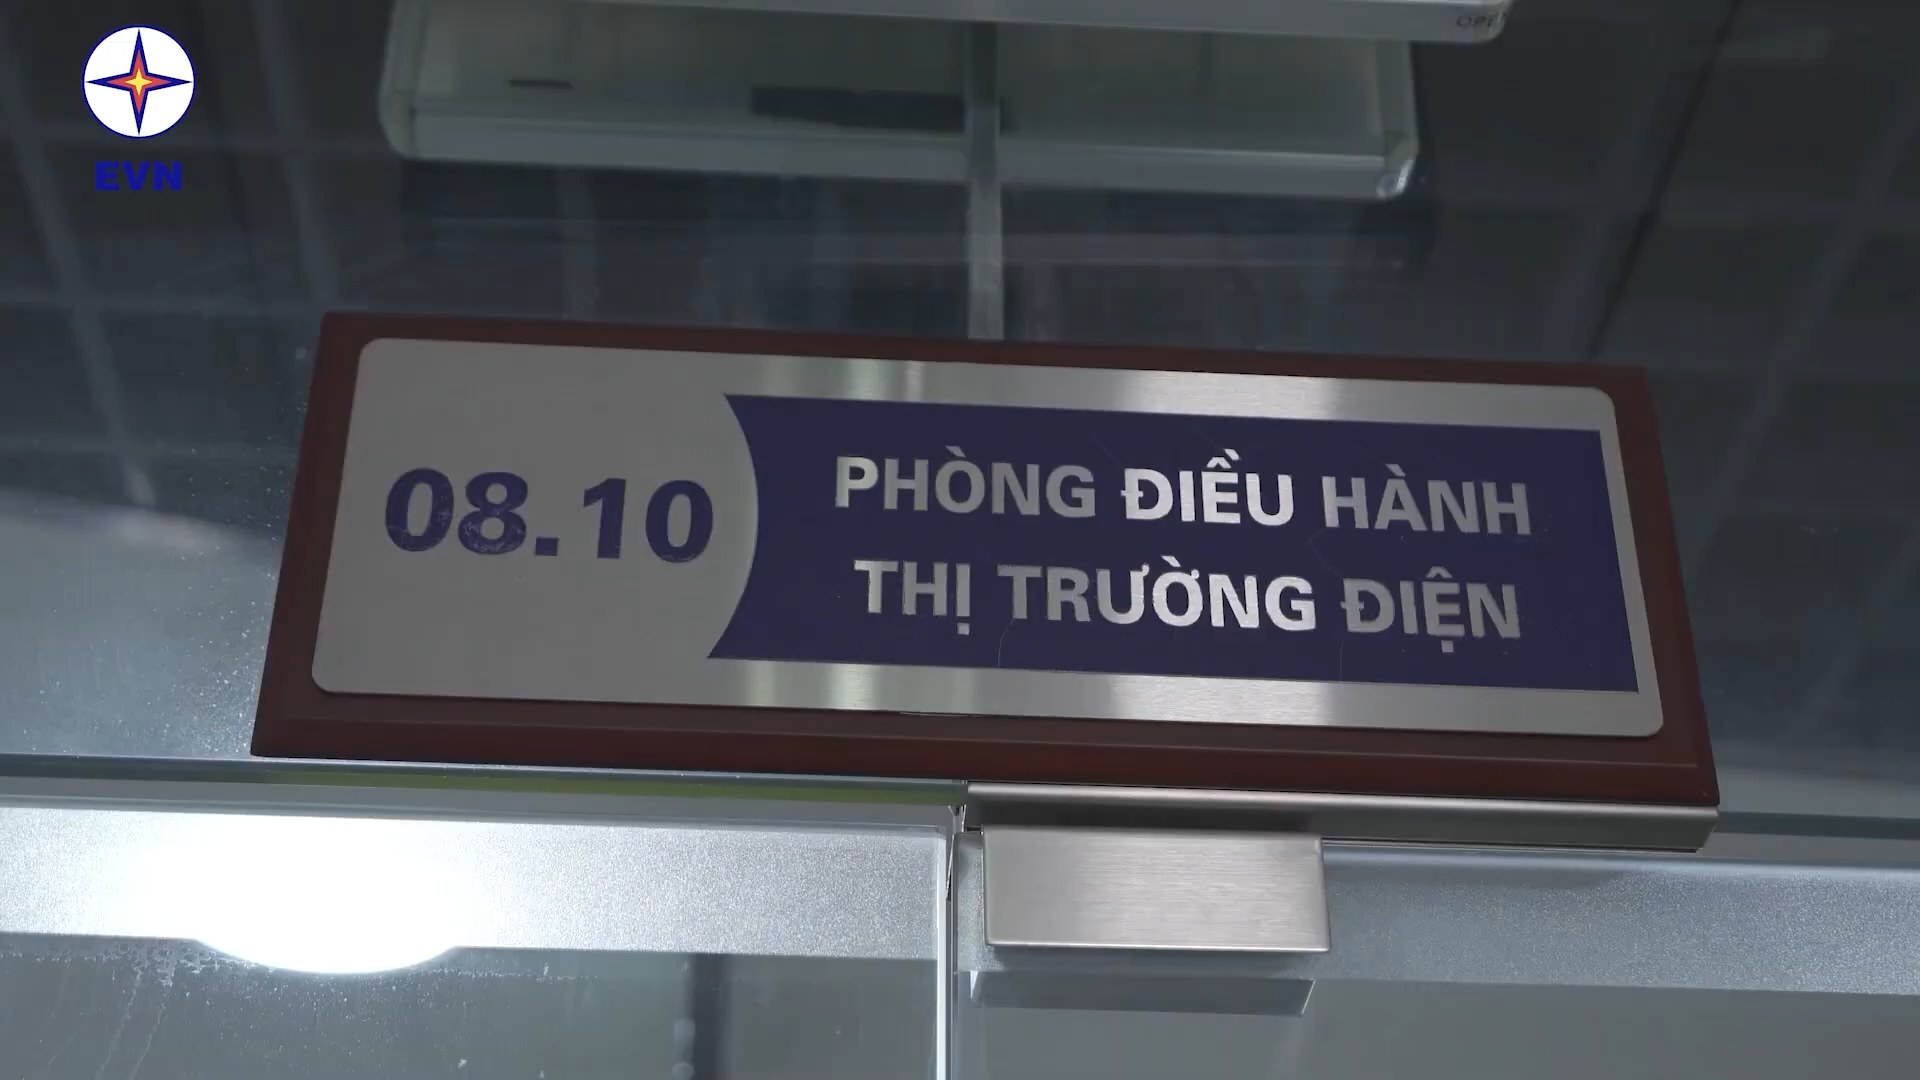 EVN
08.10
PHÒNG ĐIỀU HÀNH
THỊ TRƯỜNG ĐIỆN